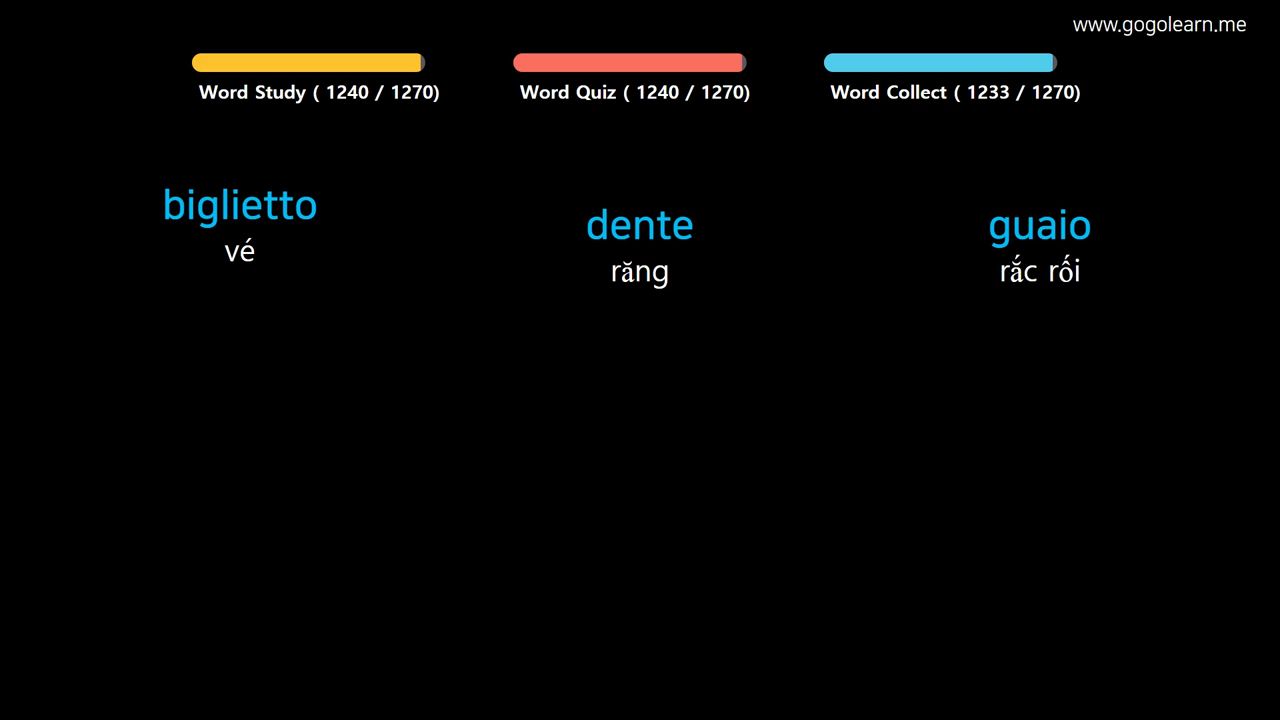 www.gogolearn.me
Word Study ( 1240 / 1270)
Word Quiz ( 1240 / 1270)
Word Collect ( 1233 / 1270)
biglietto
vé
dente
răng
guaio
rắc rối